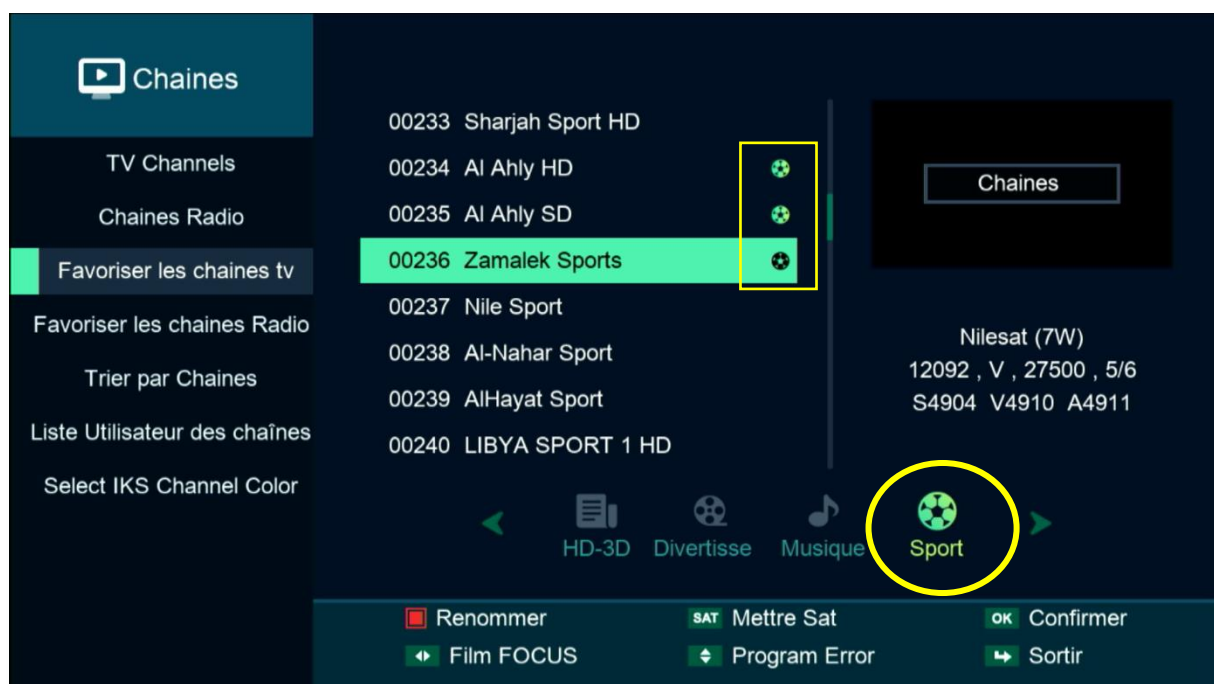 Chaines
TV Channels
Chaines Radio
Favoriser les chaines tv
Favoriser les chaines Radio
Trier par Chaines
Liste Utilisateur des chaînes
Select IKS Channel Color
00233 Sharjah Sport HD
00234 Al Ahly HD
00235 Al Ahly SD
00236 Zamalek Sports
00237 Nile Sport
00238 Al-Nahar Sport
00239 AlHayat Sport
00240 LIBYA SPORT 1 HD
Chaines
Nilesat (7W)
12092 , V , 27500 , 5/6
S4904 V4910 A4911
HD-3D Divertisse Musique Sport
Renommer SAT Mettre Sat OK Confirmer
Film FOCUS Program Error Sortir